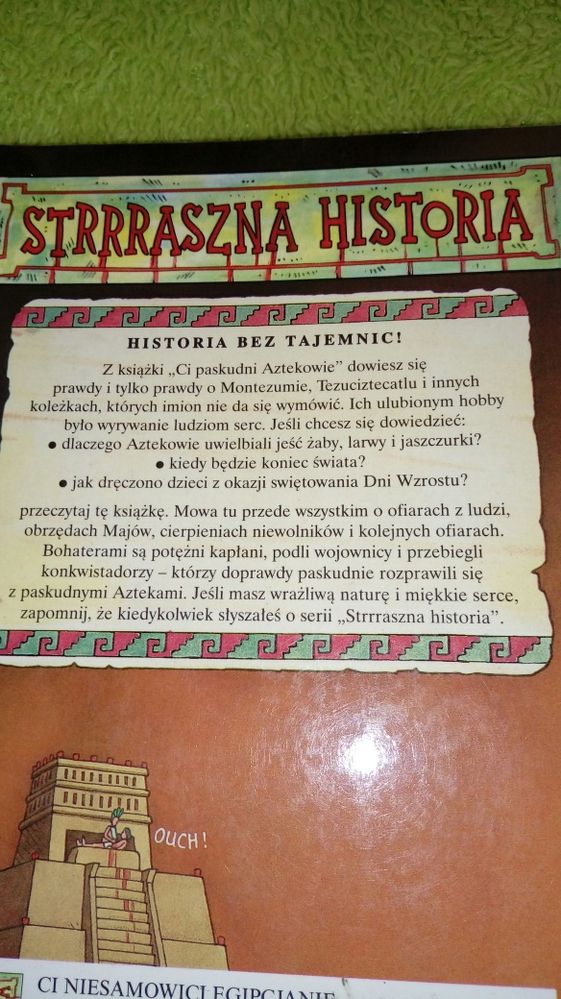 STRRRASZNA HISTORIA
HISTORIA BEZ TAJEMNIC!
Z książki „Ci paskudni Aztekowie” dowiesz się
prawdy i tylko prawdy o Montezumie, Tezuciztecatlu i innych
koleżkach, których imion nie da się wymówić. Ich ulubionym hobby
było wyrywanie ludziom serc. Jeśli chcesz się dowiedzieć:
• dlaczego Aztekowie uwielbiali jeść żaby, larwy i jaszczurki?
• kiedy będzie koniec świata?
• jak dręczono dzieci z okazji swiętowania Dni Wzrostu?
przeczytaj tę książkę. Mowa tu przede wszystkim o ofiarach z ludzi,
obrzędach Majów, cierpieniach niewolników i kolejnych ofiarach.
Bohaterami są potężni kapłani, podli wojownicy i przebiegli
konkwistadorzy – którzy doprawdy paskudnie rozprawili się
z paskudnymi Aztekami. Jeśli masz wrażliwą naturę i miękkie serce,
zapomnij, że kiedykolwiek słyszałeś o serii „Strrraszna historia”.
OUCH!
CI NIESAMOWICI EGIPCJANIE